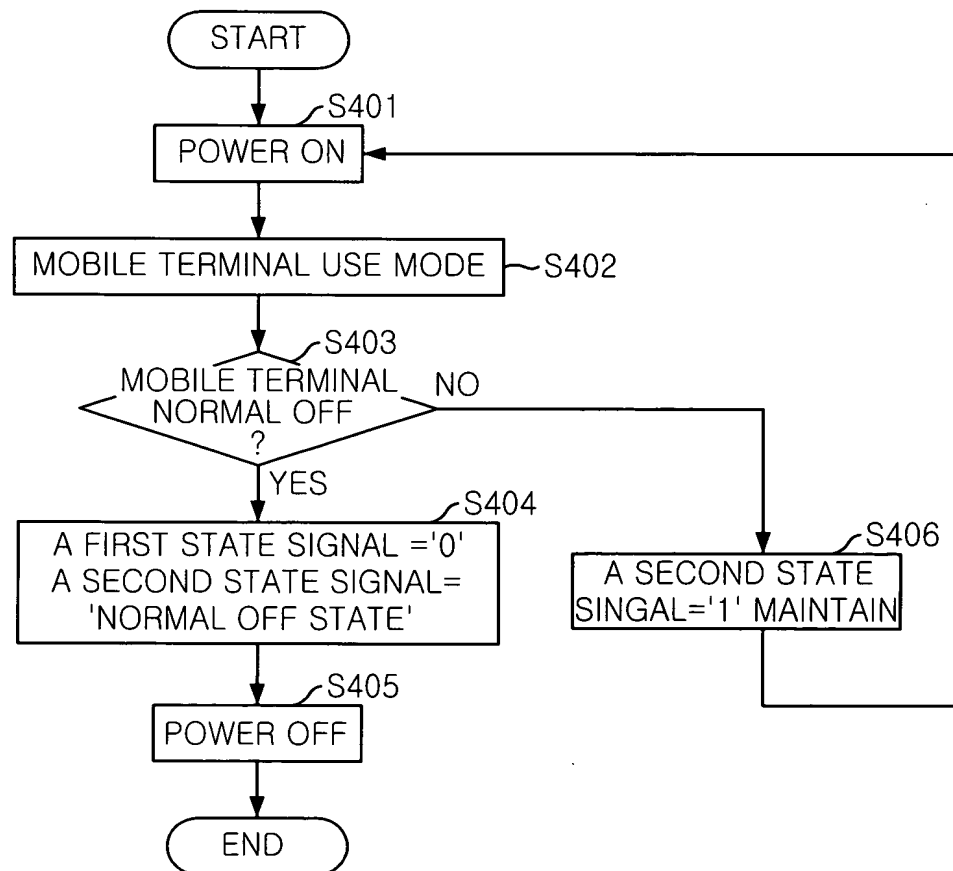 START
S401
POWER ON
MOBILE TERMINAL USE MODE
S402
S403
MOBILE TERMINAL
NORMAL OFF
?
NO
YES
S404
A FIRST STATE SIGNAL ='0'
A SECOND STATE SIGNAL=
'NORMAL OFF STATE'
S406
A SECOND STATE
SINGAL='1' MAINTAIN
S405
POWER OFF
END